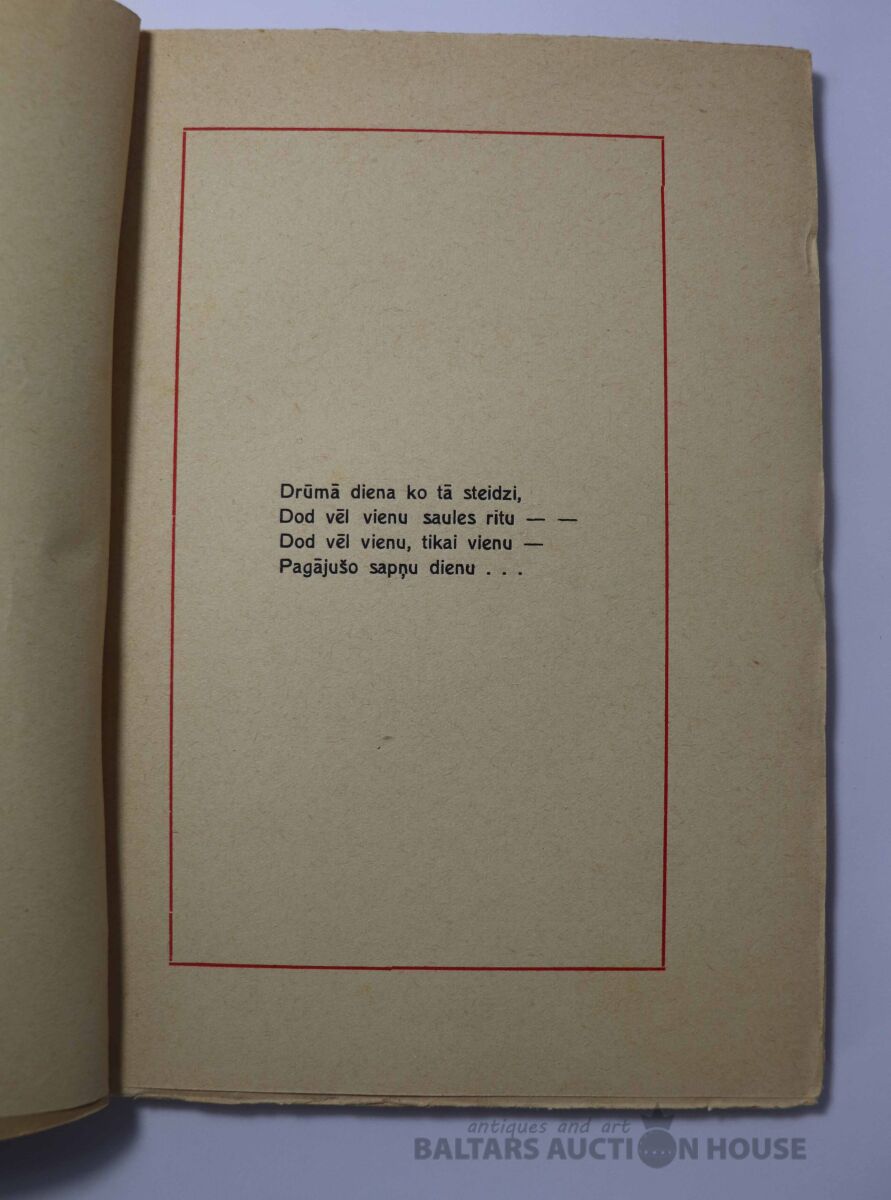 Drūmā diena ko tā steidzi,
Dod vēl vienu saules ritu — —
Dod vēl vienu, tikai vienu —
Pagājušo sapņu dienu . . .
antiques and art
BALTARS AUCTION HOUSE